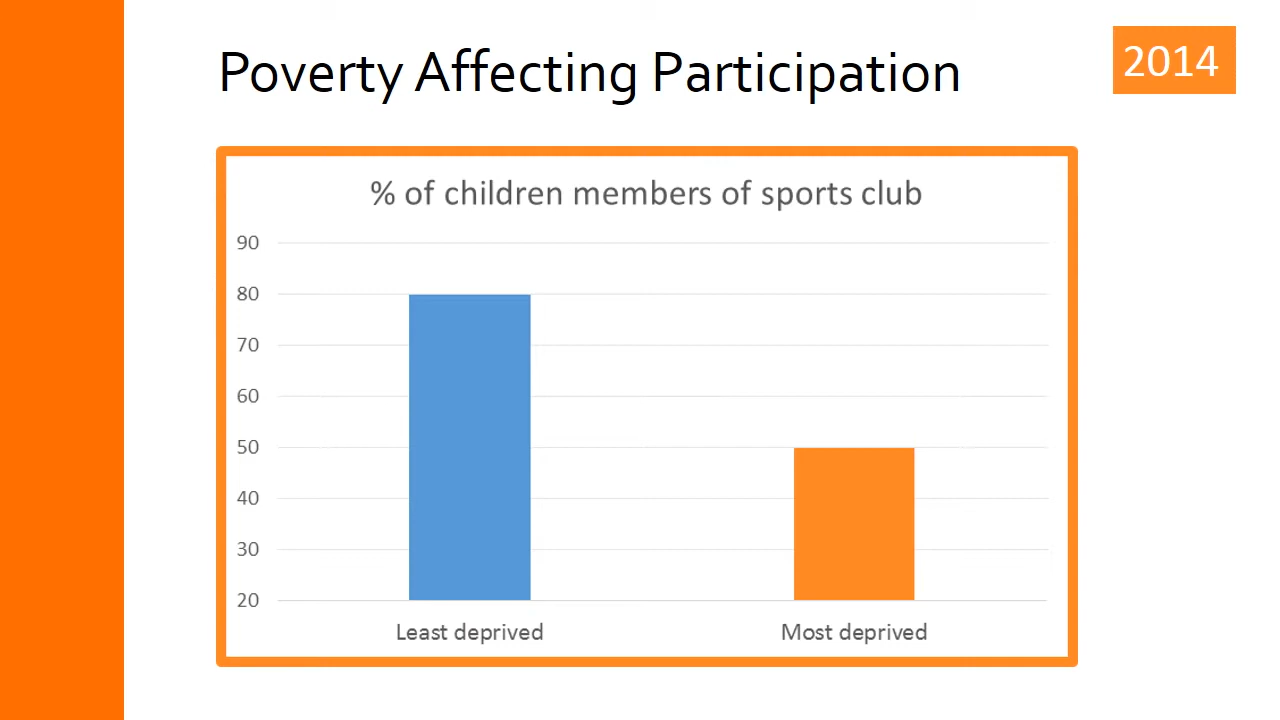 Poverty Affecting Participation
2014
% of children members of sports club
90
80
70
60
50
40
30
20
Least deprived
Most deprived